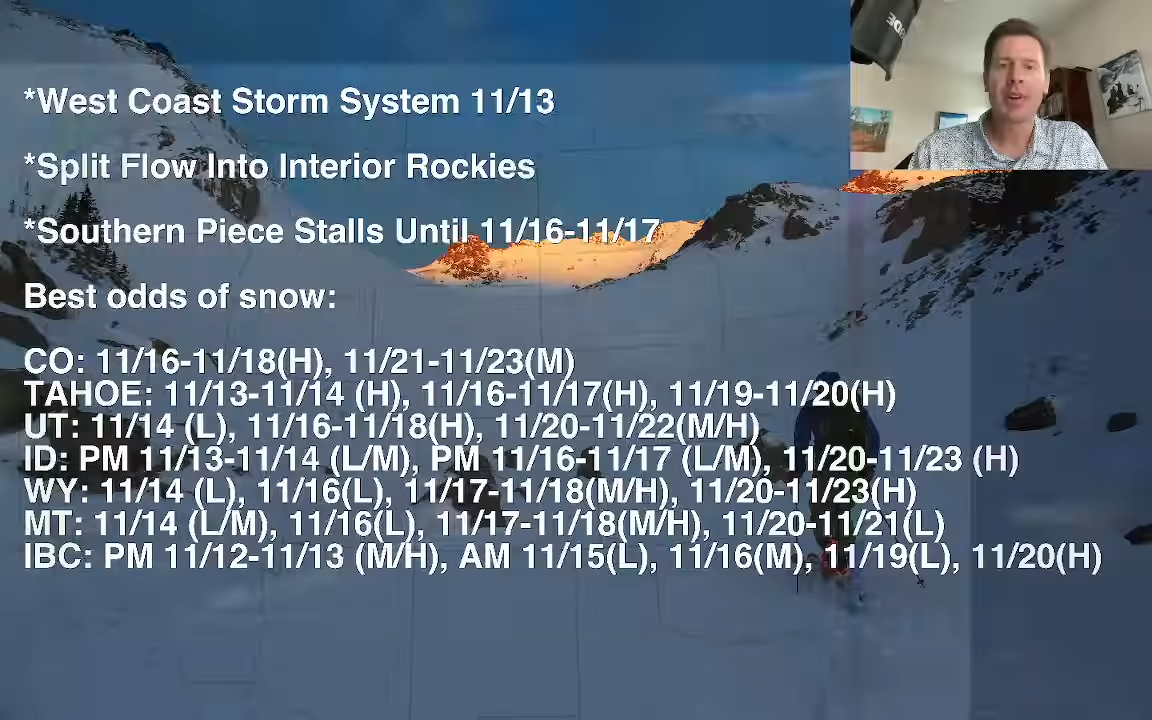 *West Coast Storm System 11/13
*Split Flow Into Interior Rockies
*Southern Piece Stalls Until 11/16-11/17
Best odds of snow:
CO: 11/16-11/18(H), 11/21-11/23(M)
TAHOE: 11/13-11/14 (H), 11/16-11/17(H), 11/19-11/20(H)
UT: 11/14 (L), 11/16-11/18(H), 11/20-11/22(M/H)
ID: PM 11/13-11/14 (L/M), PM 11/16-11/17 (L/M), 11/20-11/23 (H)
WY: 11/14 (L), 11/16(L), 11/17-11/18(M/H), 11/20-11/23(H)
MT: 11/14 (L/M), 11/16(L), 11/17-11/18(M/H), 11/20-11/21(L)
IBC: PM 11/12-11/13 (M/H), AM 11/15(L), 11/16(M), 11/19(L), 11/20(H)